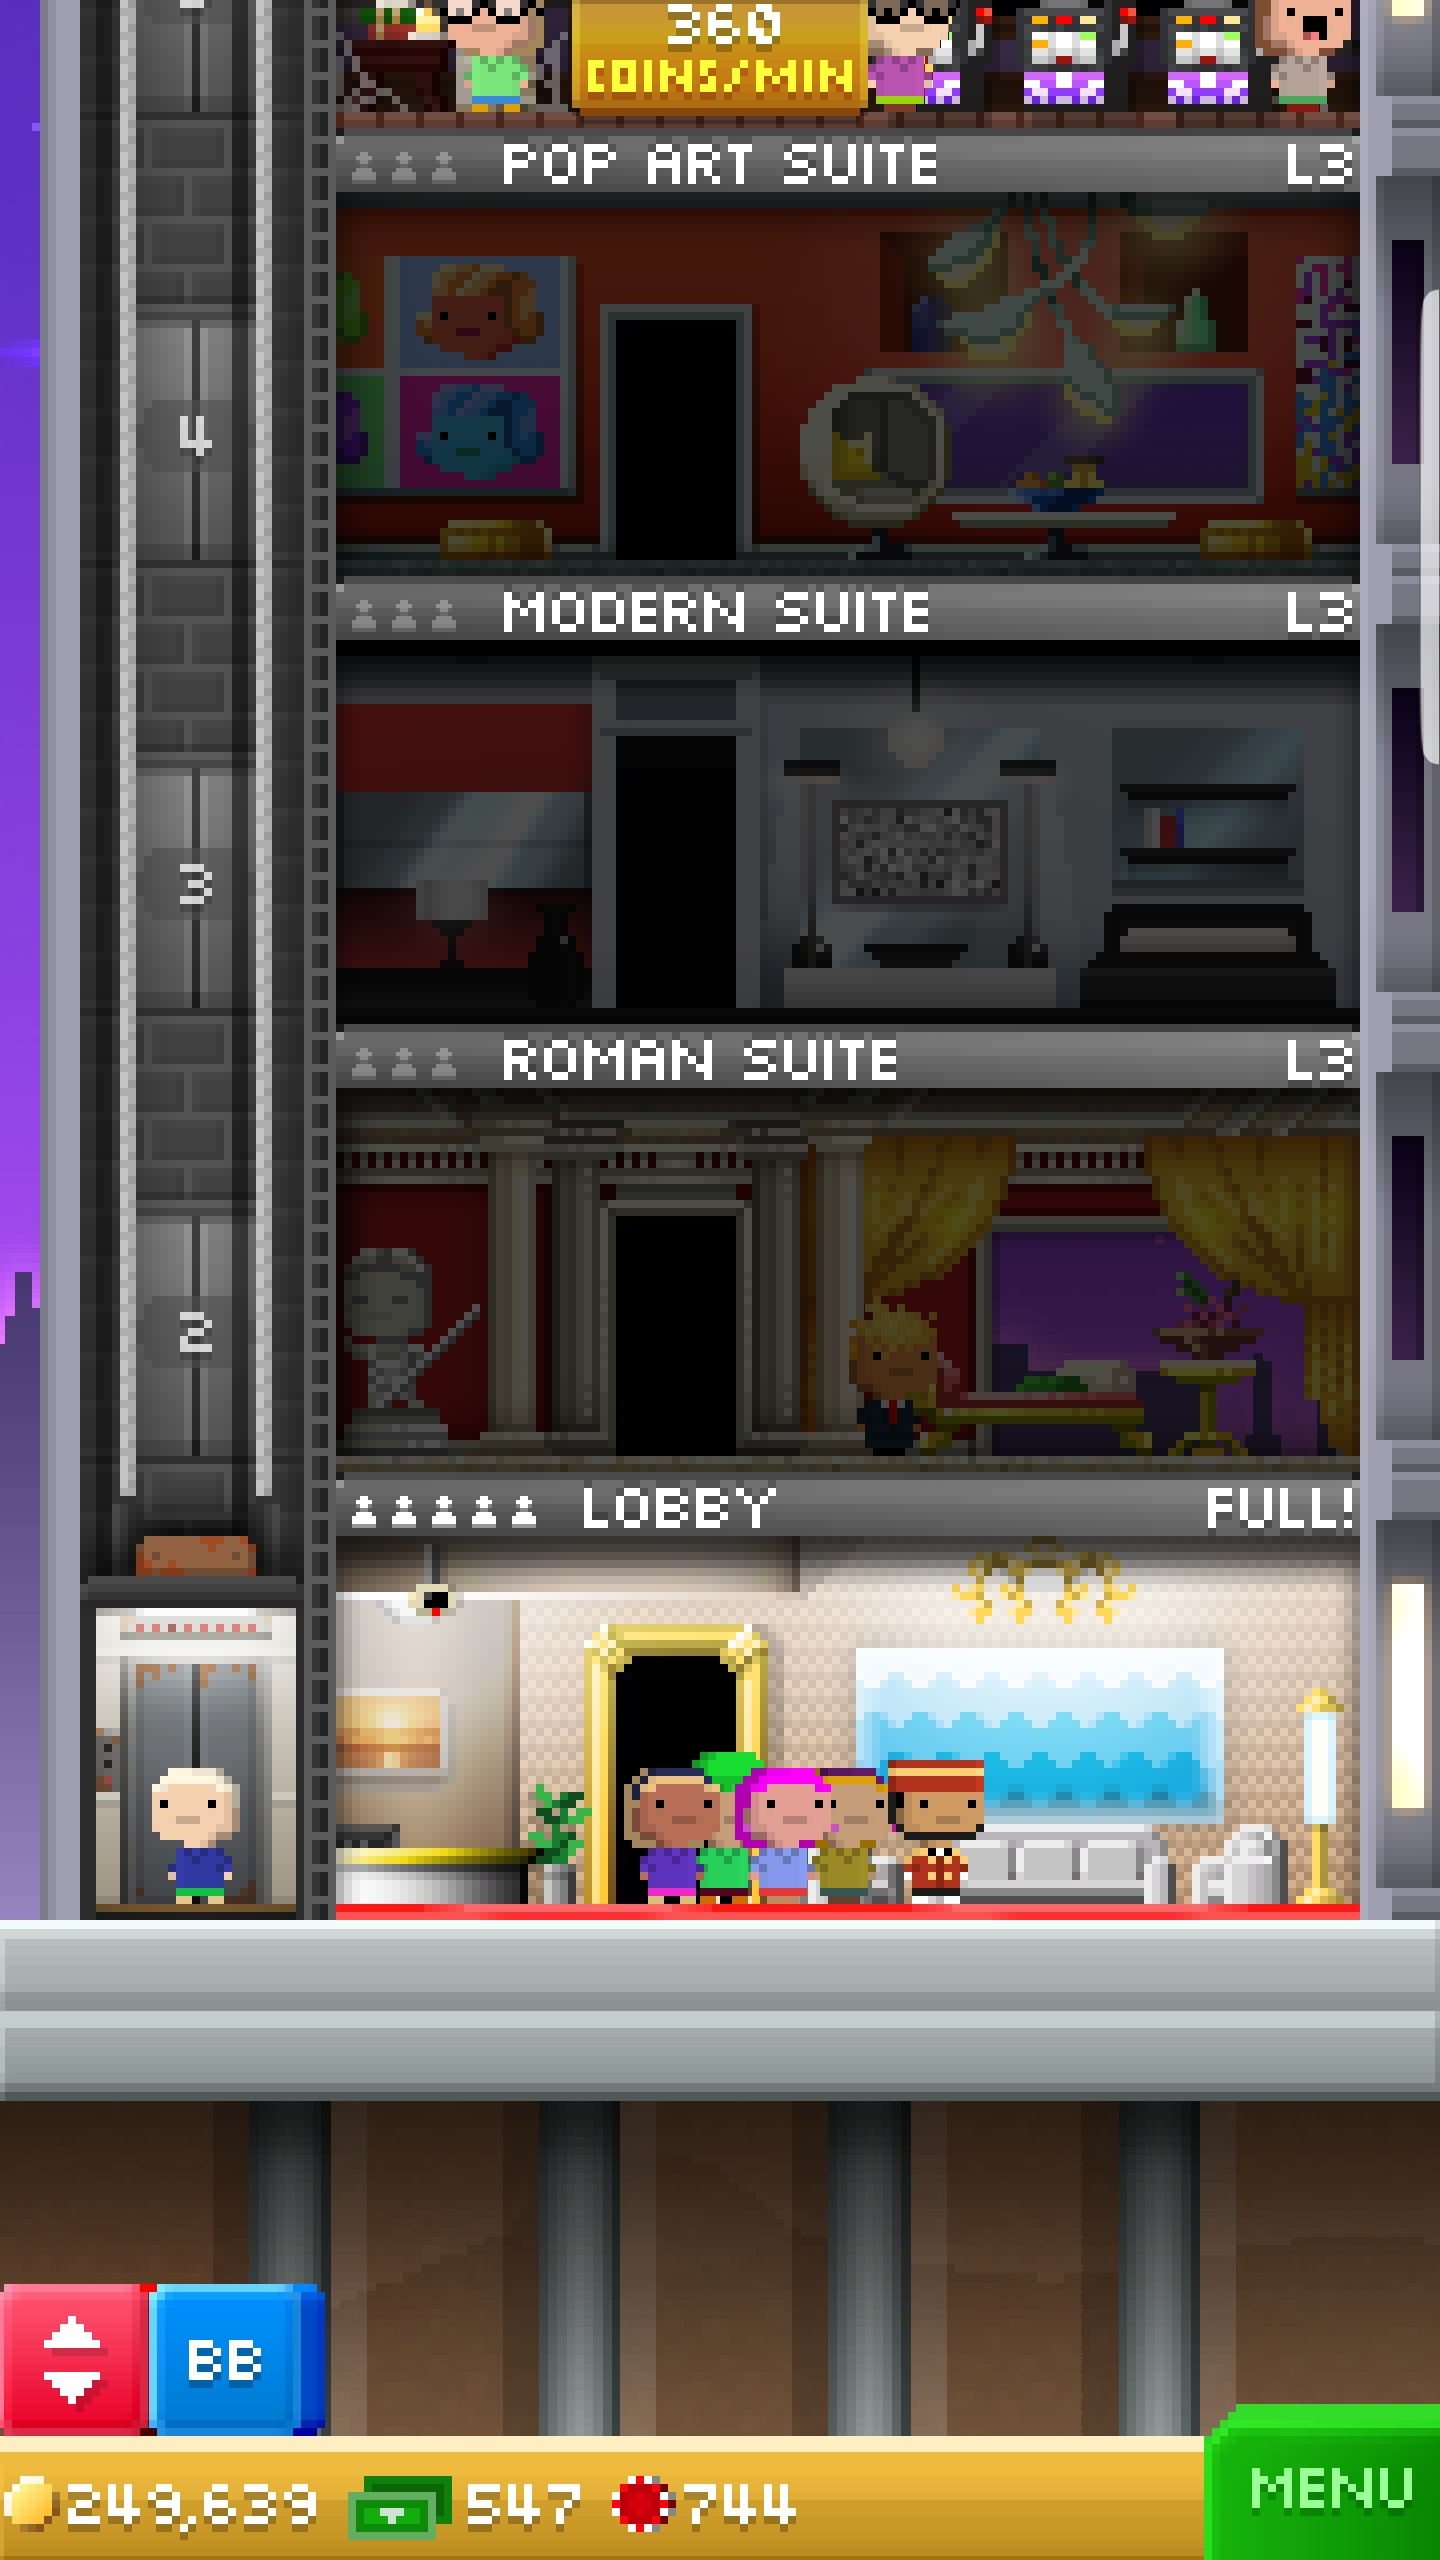 360
COINS/MIN
POP ART SUITE L3
4
MODERN SUITE L3
3
ROMAN SUITE L3
2
LOBBY FULL!
BB
MENU
249,639 547 744